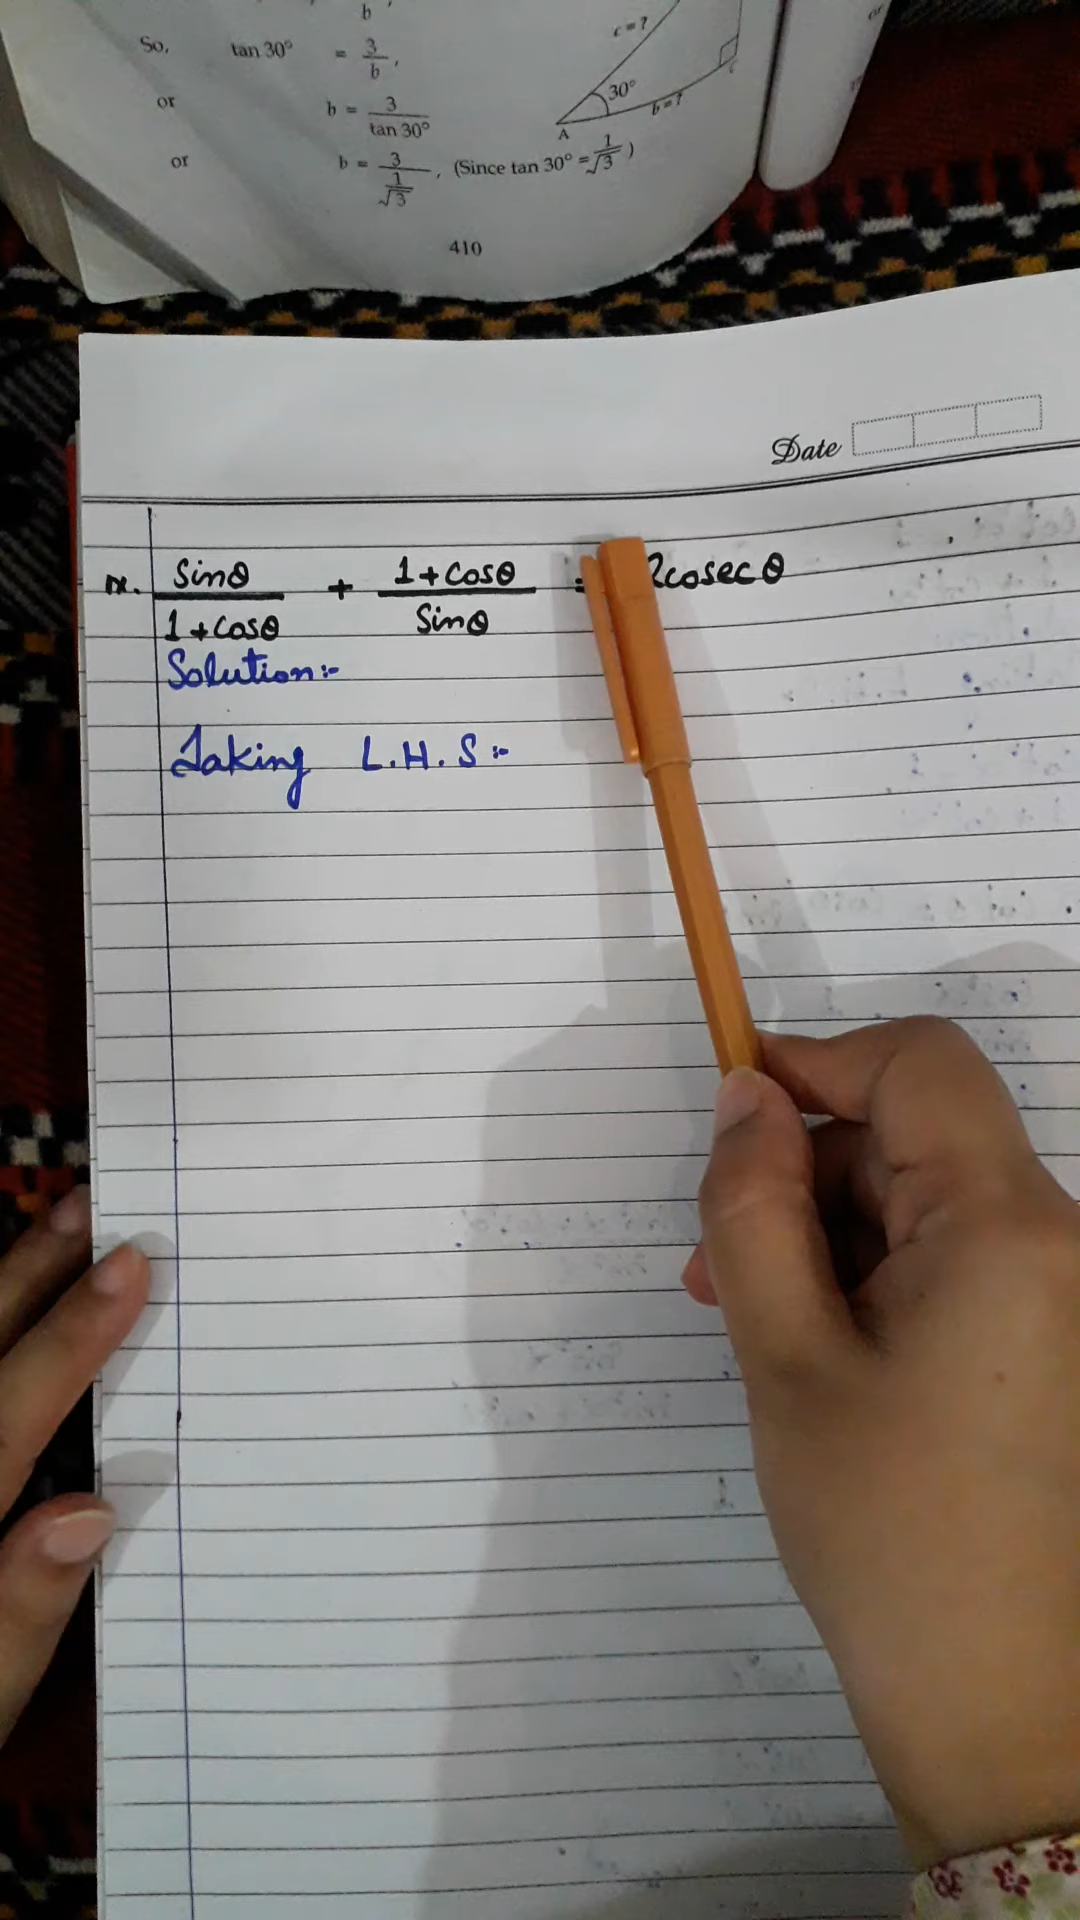 b
So, tan 30° = 3/b,
c = ?
or b = 3/tan 30°
30°
b = ?
A
c
or b = 3/(1/√3), (Since tan 30° = 1/√3)
410
Date
ix. Sinθ/(1+Cosθ) + (1+Cosθ)/Sinθ = 2cosecθ
Solution:-
Taking L.H.S:-